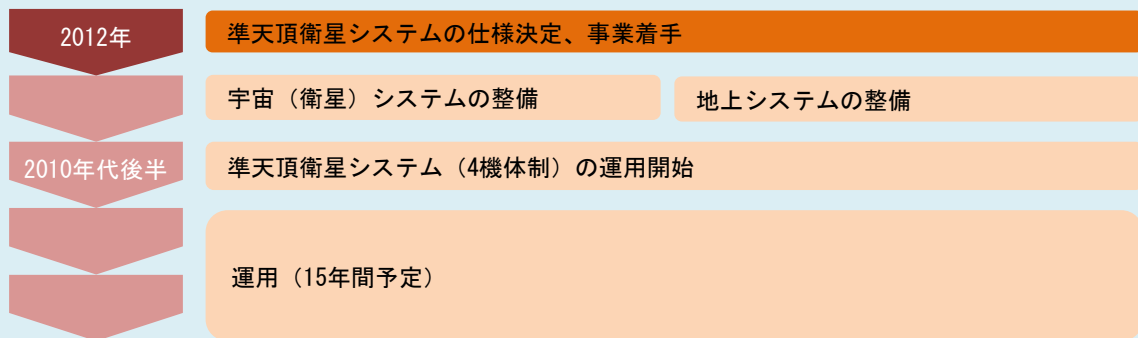 2012年
準天頂衛星システムの仕様決定、事業着手
宇宙（衛星）システムの整備
地上システムの整備
2010年代後半
準天頂衛星システム（4機体制）の運用開始
運用（15年間予定）